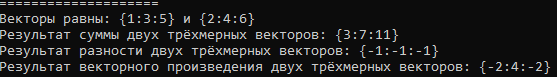 ====================
Векторы равны: {1:3:5} и {2:4:6}
Результат суммы двух трёхмерных векторов: {3:7:11}
Результат разности двух трёхмерных векторов: {-1:-1:-1}
Результат векторного произведения двух трёхмерных векторов: {-2:4:-2}